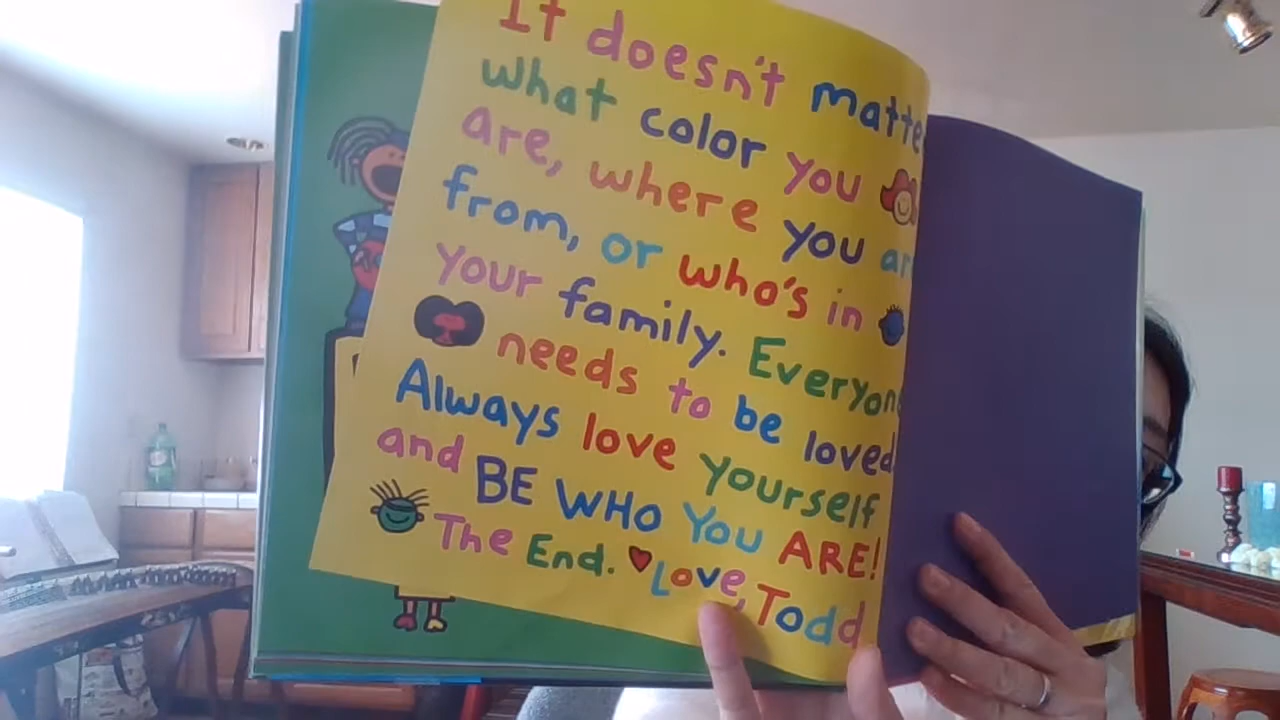 It doesn't matte
what color you
are, where you ar
from, or who's in
your family. Everyon
needs to be loved
Always love yourself
and BE WHO YOU ARE!
The End. Love, Todd